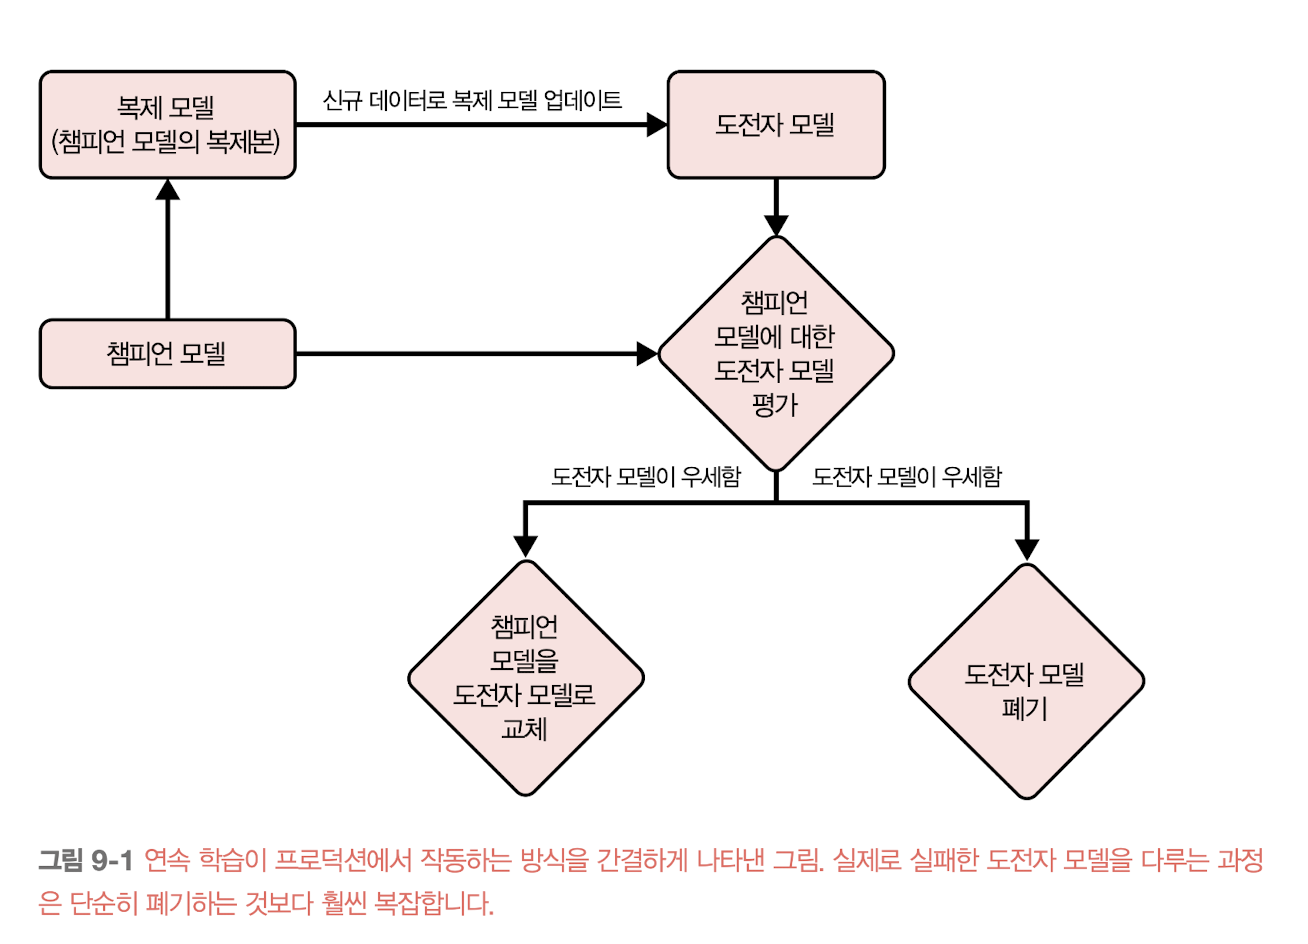 복제 모델
(챔피언 모델의 복제본)
신규 데이터로 복제 모델 업데이트
도전자 모델
챔피언 모델
챔피언
모델에 대한
도전자 모델
평가
도전자 모델이 우세함
도전자 모델이 우세함
챔피언
모델을
도전자 모델로
교체
도전자 모델
폐기
그림 9-1 연속 학습이 프로덕션에서 작동하는 방식을 간결하게 나타낸 그림. 실제로 실패한 도전자 모델을 다루는 과정
은 단순히 폐기하는 것보다 훨씬 복잡합니다.